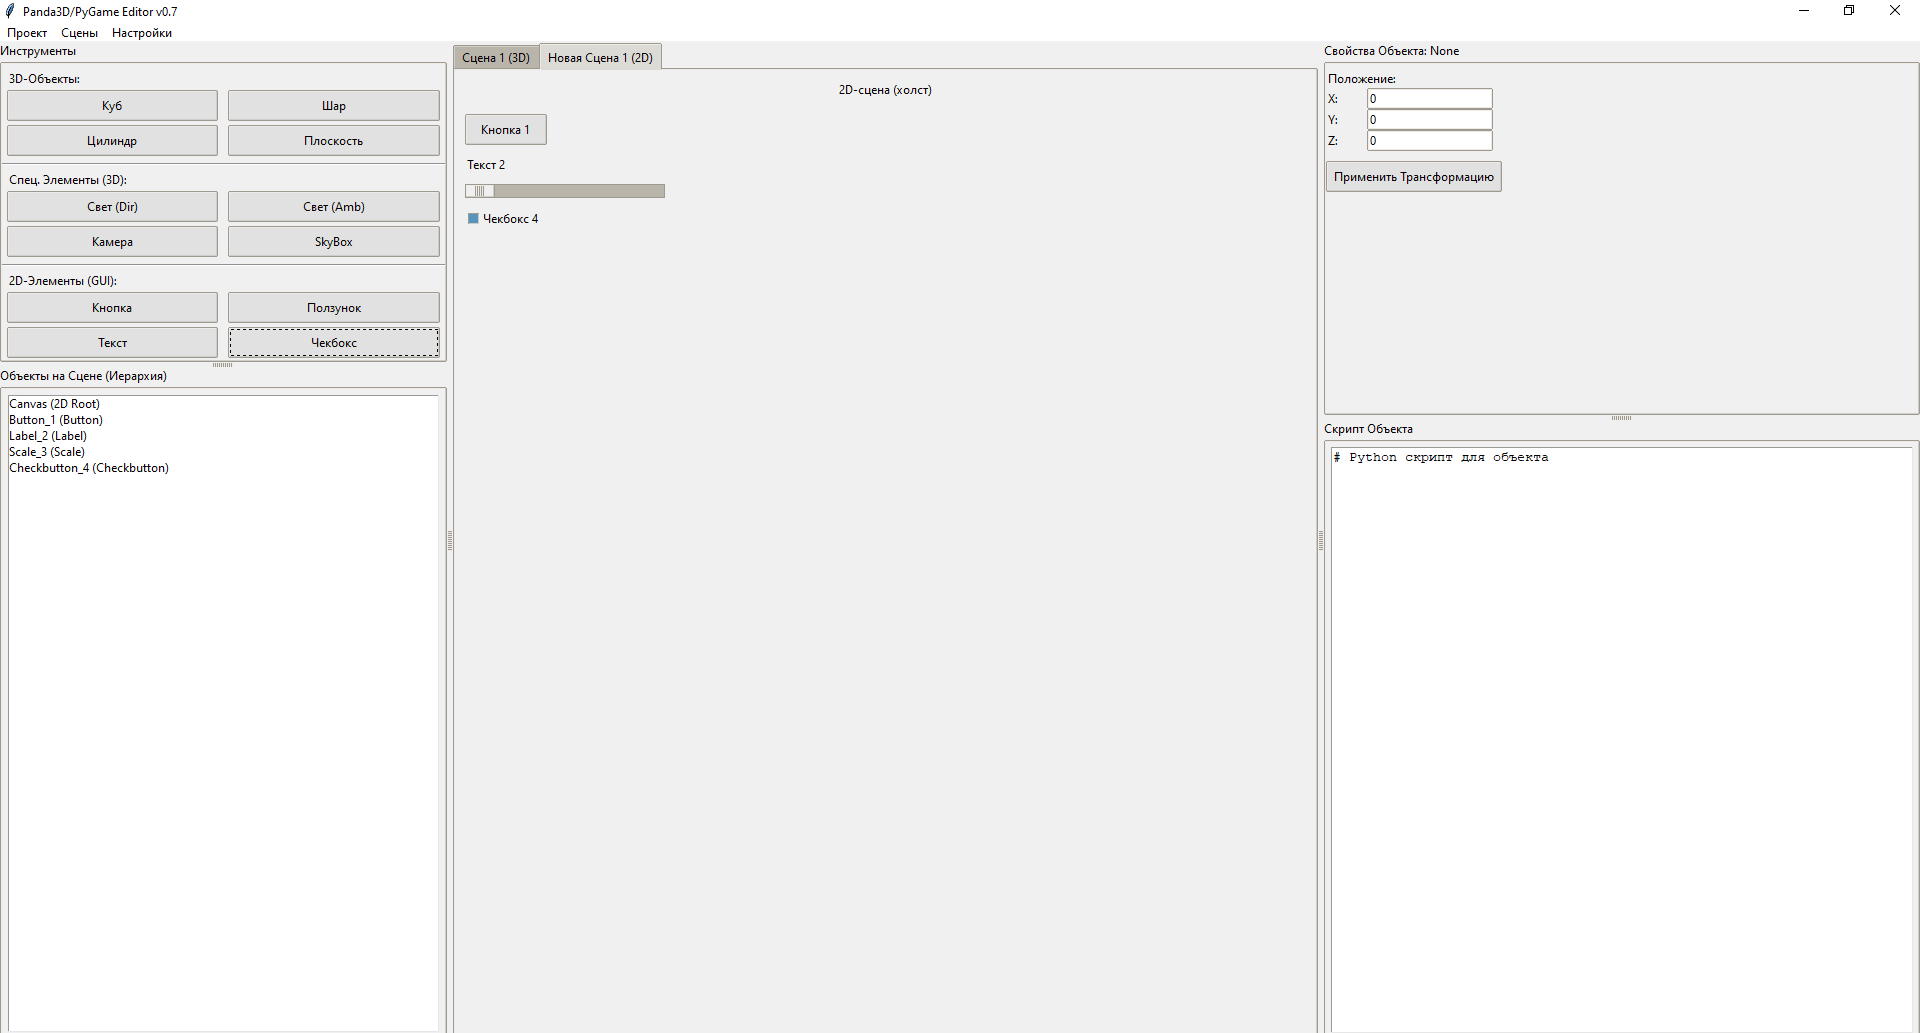 Panda3D/PyGame Editor v0.7
Проект Сцены Настройки
Инструменты
3D-Объекты:
Куб Шар
Цилиндр Плоскость
Спец. Элементы (3D):
Свет (Dir) Свет (Amb)
Камера SkyBox
2D-Элементы (GUI):
Кнопка Ползунок
Текст Чекбокс
Объекты на Сцене (Иерархия)
Canvas (2D Root)
Button_1 (Button)
Label_2 (Label)
Scale_3 (Scale)
Checkbutton_4 (Checkbutton)
Сцена 1 (3D) Новая Сцена 1 (2D)
2D-сцена (холст)
Кнопка 1
Текст 2
Чекбокс 4
Свойства Объекта: None
Положение:
X: 0
Y: 0
Z: 0
Применить Трансформацию
Скрипт Объекта
# Python скрипт для объекта